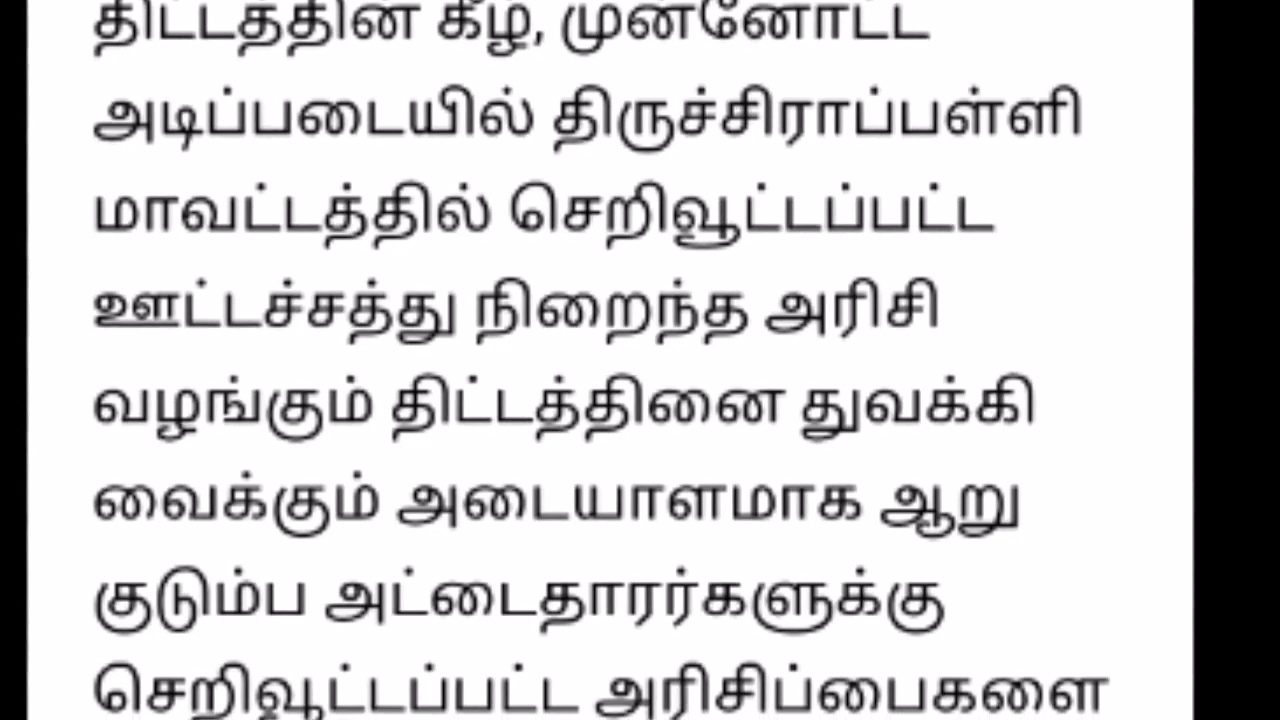 திட்டத்தின் கீழ், முன்னோட்ட
அடிப்படையில் திருச்சிராப்பள்ளி
மாவட்டத்தில் செறிவூட்டப்பட்ட
ஊட்டச்சத்து நிறைந்த அரிசி
வழங்கும் திட்டத்தினை துவக்கி
வைக்கும் அடையாளமாக ஆறு
குடும்ப அட்டைதாரர்களுக்கு
செறிவூட்டப்பட்ட அரிசிப்பைகளை